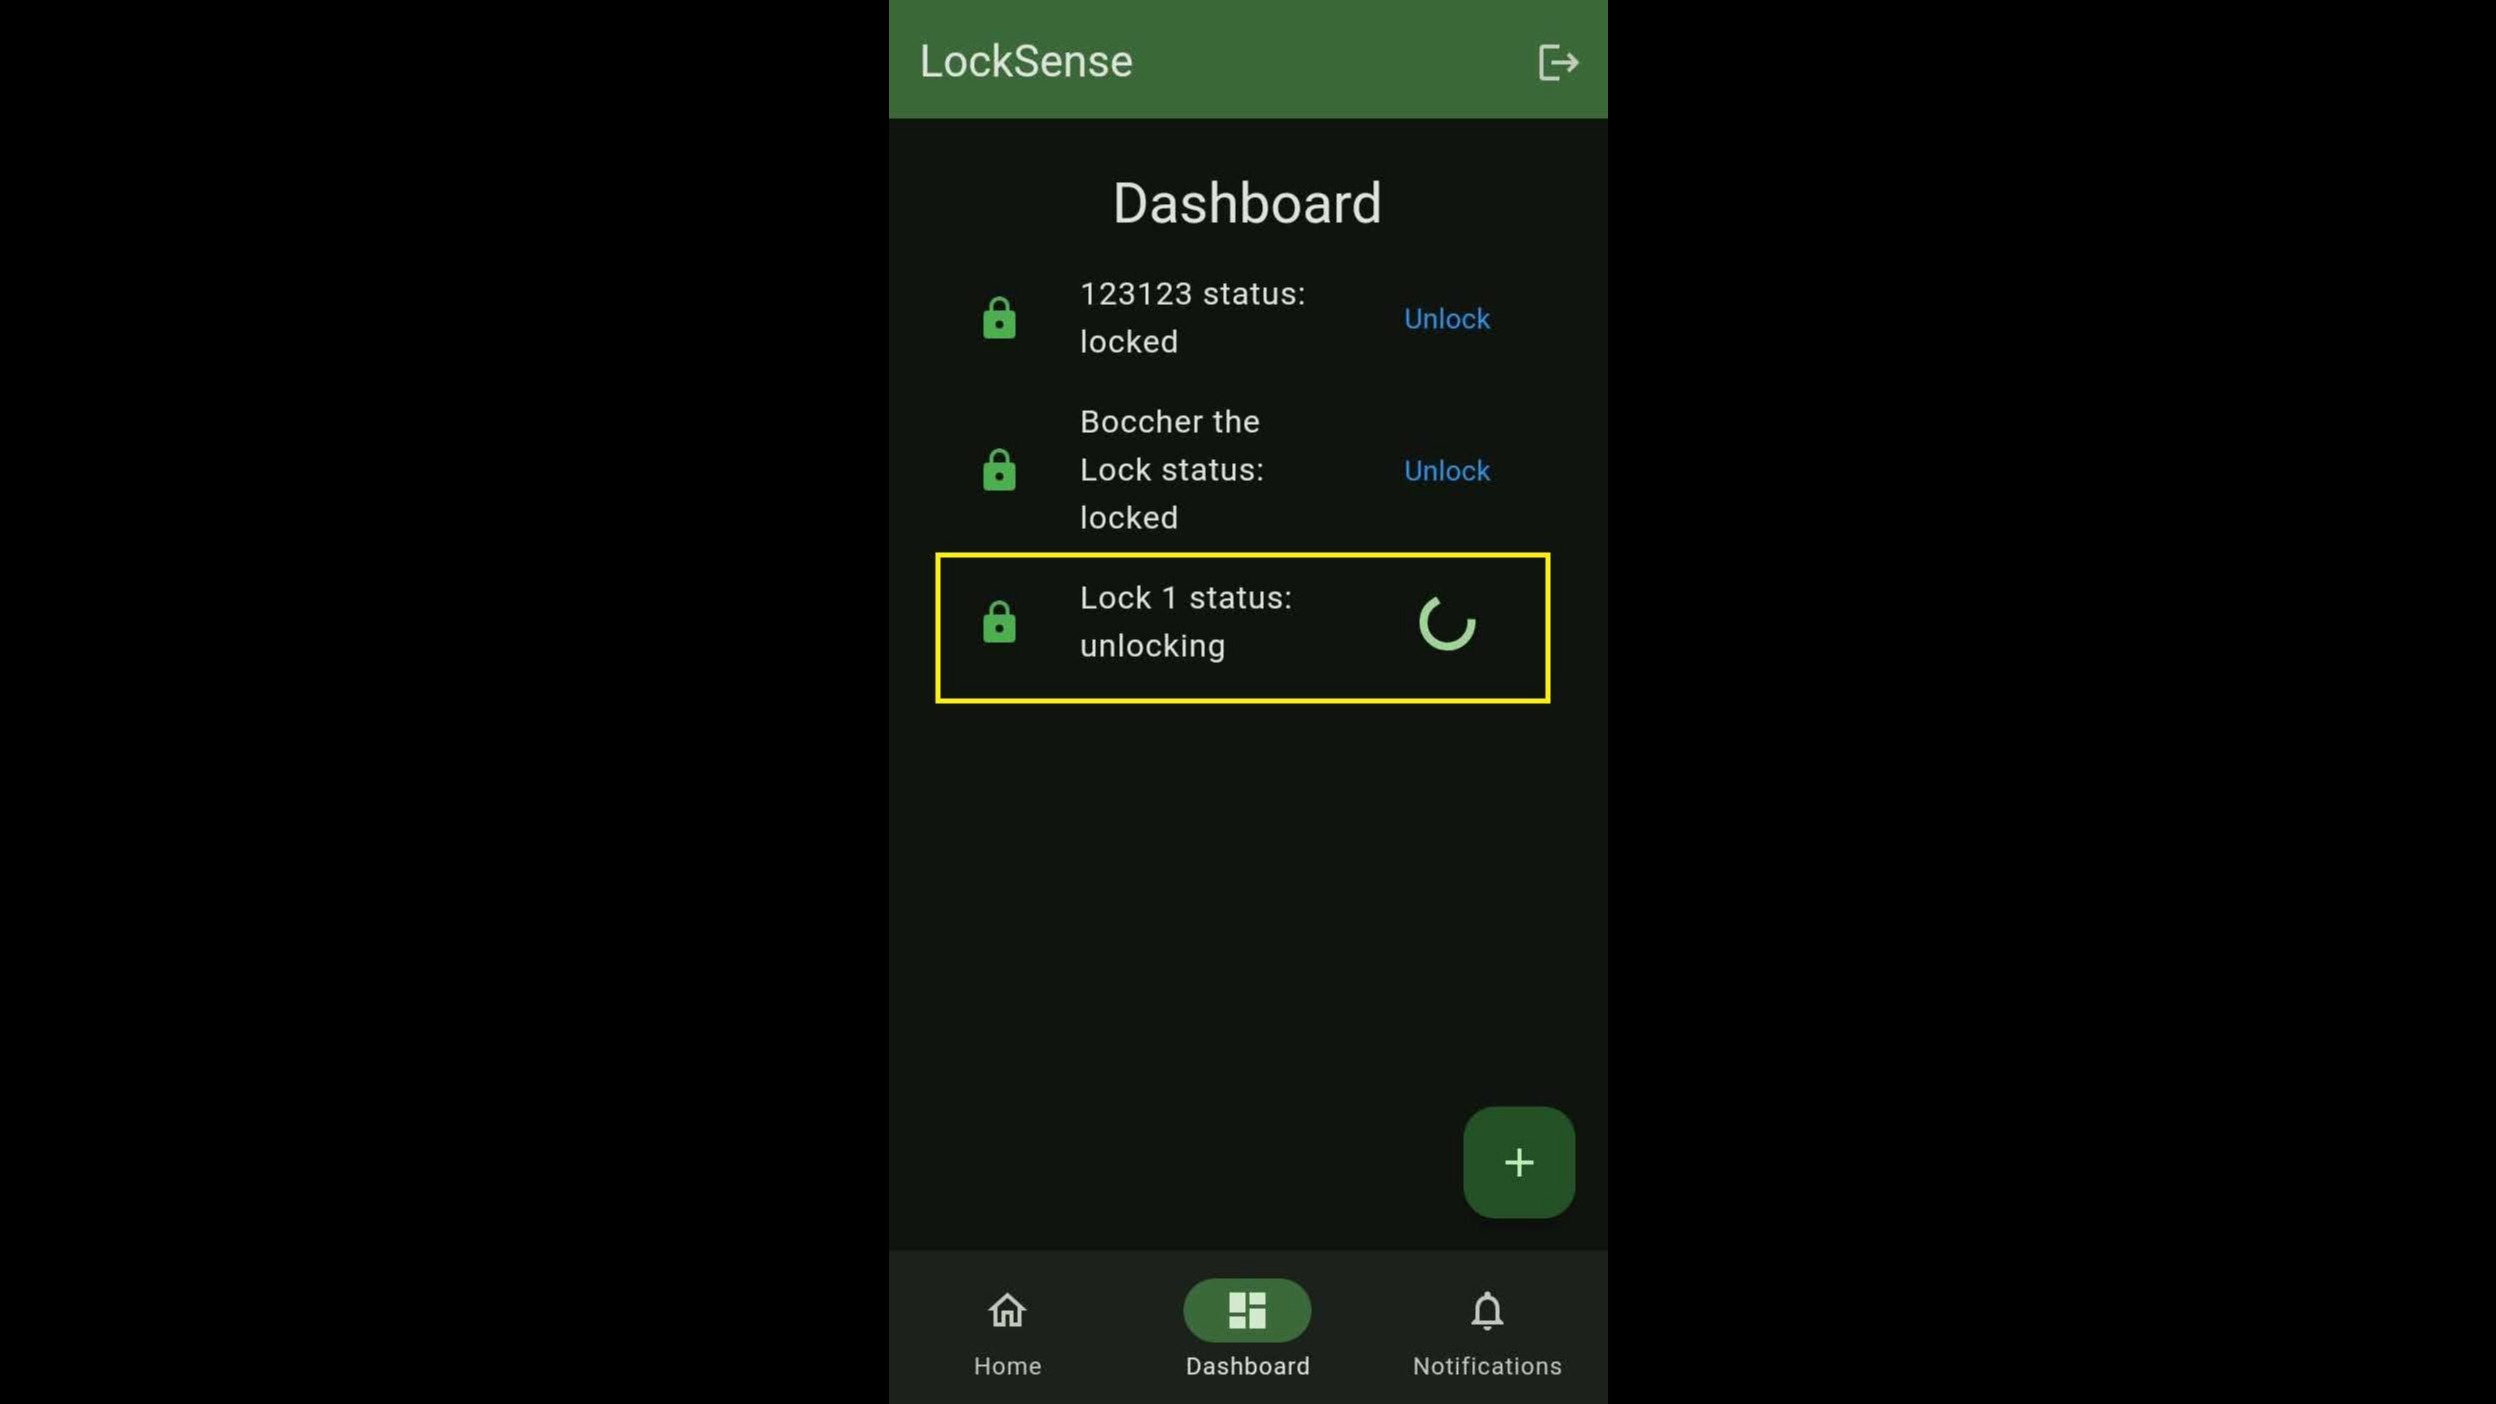 LockSense
Dashboard
123123 status:
locked
Unlock
Boccher the
Lock status:
locked
Unlock
Lock 1 status:
unlocking
Home
Dashboard
Notifications